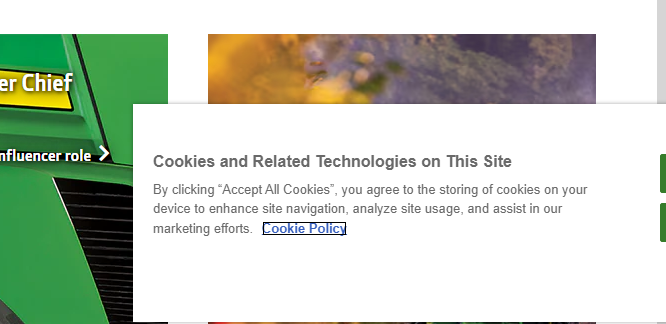 er Chief
nfluencer role
Cookies and Related Technologies on This Site
By clicking “Accept All Cookies”, you agree to the storing of cookies on your
device to enhance site navigation, analyze site usage, and assist in our
marketing efforts. Cookie Policy